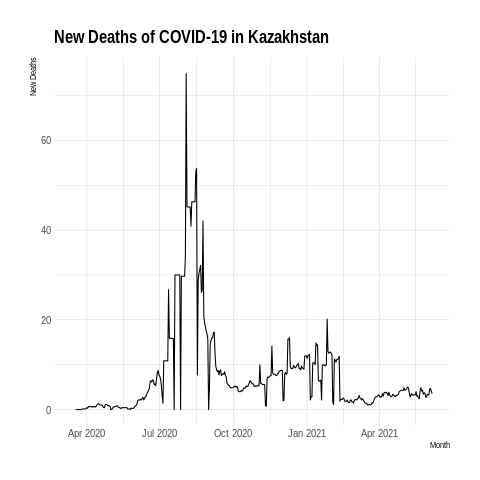 New Deaths of COVID-19 in Kazakhstan
New Deaths
60
40
20
0
Apr 2020 Jul 2020 Oct 2020 Jan 2021 Apr 2021
Month